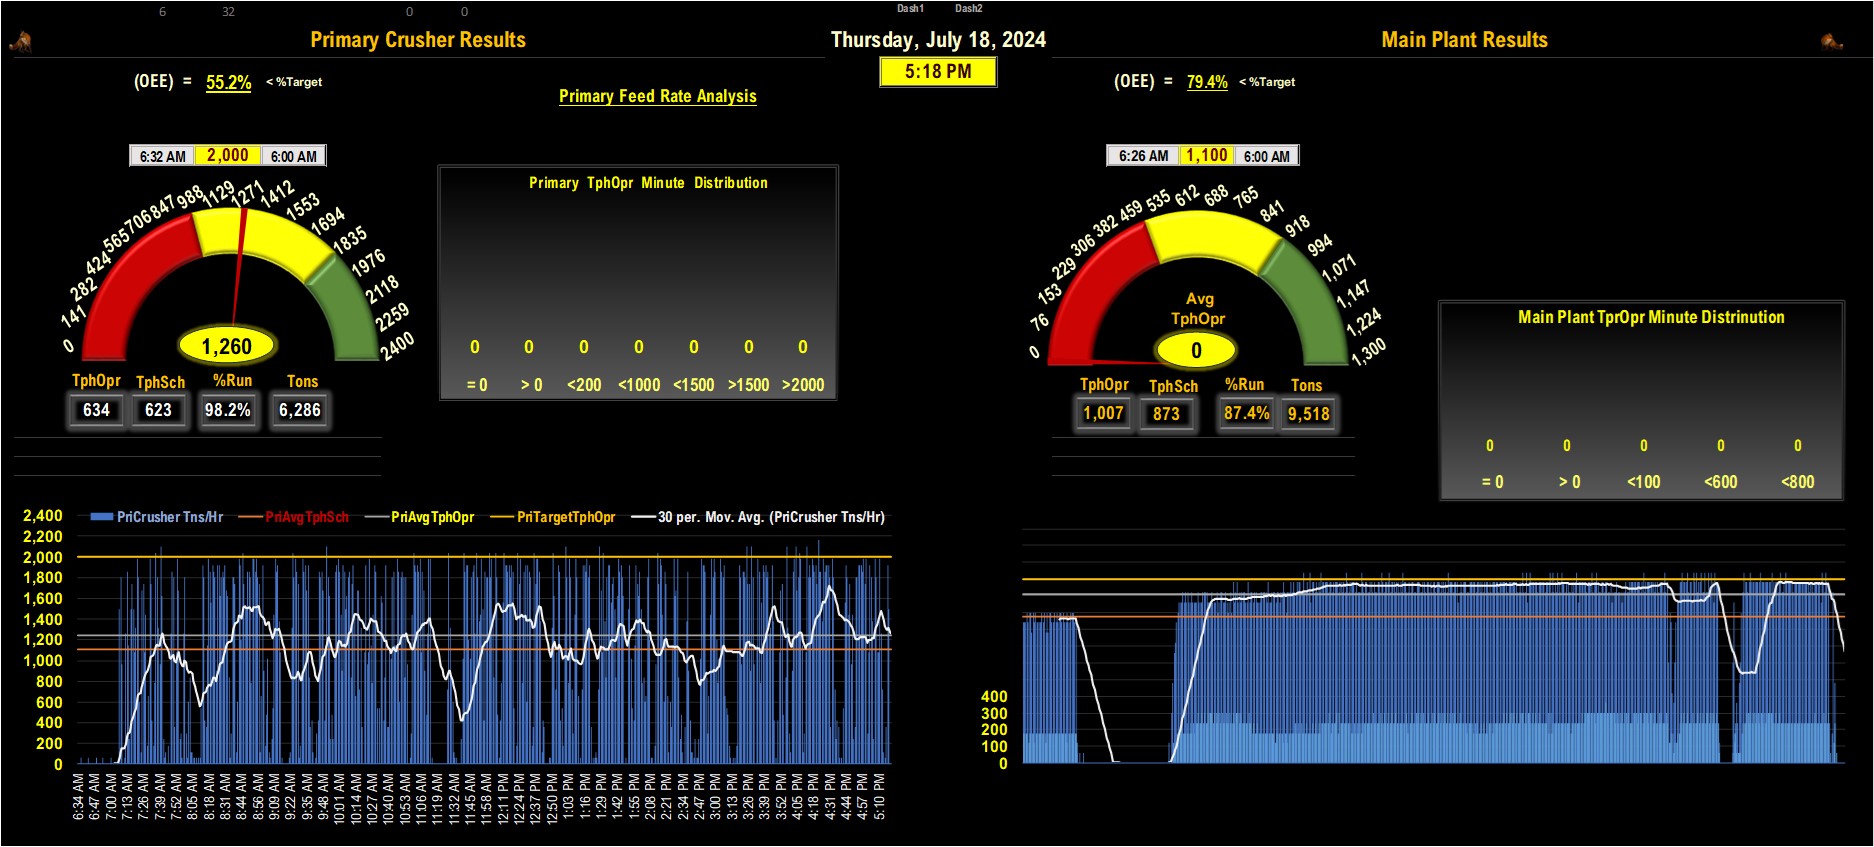 6 32 0 0 Dash1 Dash2
Primary Crusher Results
Thursday, July 18, 2024
Main Plant Results
5:18 PM
(OEE) = 55.2% < %Target
(OEE) = 79.4% < %Target
Primary Feed Rate Analysis
6:32 AM 2,000 6:00 AM
0 141 282 424 565 706 847 988 1129 1271 1412 1553 1694 1835 1976 2118 2259 2400
1,260
TphOpr TphSch %Run Tons
634 623 98.2% 6,286
Primary TphOpr Minute Distribution
0 0 0 0 0 0 0
= 0 > 0 <200 <1000 <1500 >1500 >2000
6:26 AM 1,100 6:00 AM
0 76 153 229 306 382 459 535 612 688 765 841 918 994 1,071 1,147 1,224 1,300
Avg
TphOpr
0
TphOpr TphSch %Run Tons
1,007 873 87.4% 9,518
Main Plant TprOpr Minute Distrinution
0 0 0 0 0
= 0 > 0 <100 <600 <800
PriCrusher Tns/Hr PriAvgTphSch PriAvgTphOpr PriTargetTphOpr 30 per. Mov. Avg. (PriCrusher Tns/Hr)
2,400
2,200
2,000
1,800
1,600
1,400
1,200
1,000
800
600
400
200
0
6:34 AM 6:47 AM 7:00 AM 7:13 AM 7:26 AM 7:39 AM 7:52 AM 8:05 AM 8:18 AM 8:31 AM 8:44 AM 8:56 AM 9:09 AM 9:22 AM 9:35 AM 9:48 AM 10:01 AM 10:14 AM 10:27 AM 10:40 AM 10:53 AM 11:06 AM 11:19 AM 11:32 AM 11:45 AM 11:58 AM 12:11 PM 12:24 PM 12:37 PM 12:50 PM 1:03 PM 1:16 PM 1:29 PM 1:42 PM 1:55 PM 2:08 PM 2:21 PM 2:34 PM 2:47 PM 3:00 PM 3:13 PM 3:26 PM 3:39 PM 3:52 PM 4:05 PM 4:18 PM 4:31 PM 4:44 PM 4:57 PM 5:10 PM
400
300
200
100
0